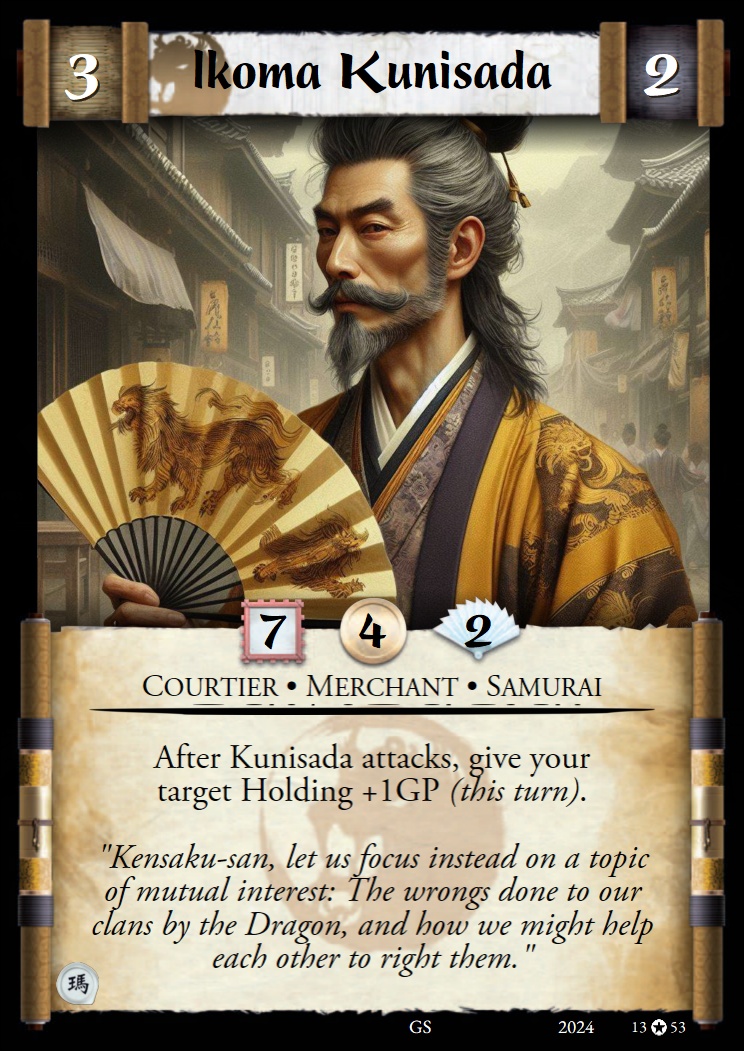 3
Ikoma Kunisada
2
7
4
2
COURTIER • MERCHANT • SAMURAI
After Kunisada attacks, give your
target Holding +1GP (this turn).
"Kensaku-san, let us focus instead on a topic
of mutual interest: The wrongs done to our
clans by the Dragon, and how we might help
each other to right them."
瑪
GS
2024
13 ✪ 53